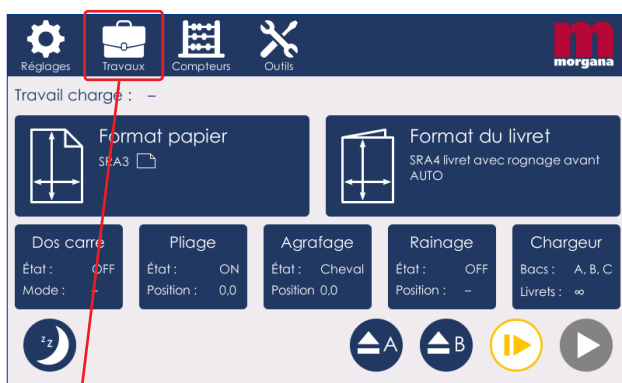 Réglages Travaux Compteurs Outils
morgana
Travail chargé : –
Format papier
SRA3
Format du livret
SRA4 livret avec rognage avant
AUTO
Dos carré
État : OFF
Mode : –
Pliage
État : ON
Position : 0,0
Agrafage
État : Cheval
Position 0,0
Rainage
État : OFF
Position : –
Chargeur
Bacs : A, B, C
Livrets : ∞
zz
A
B